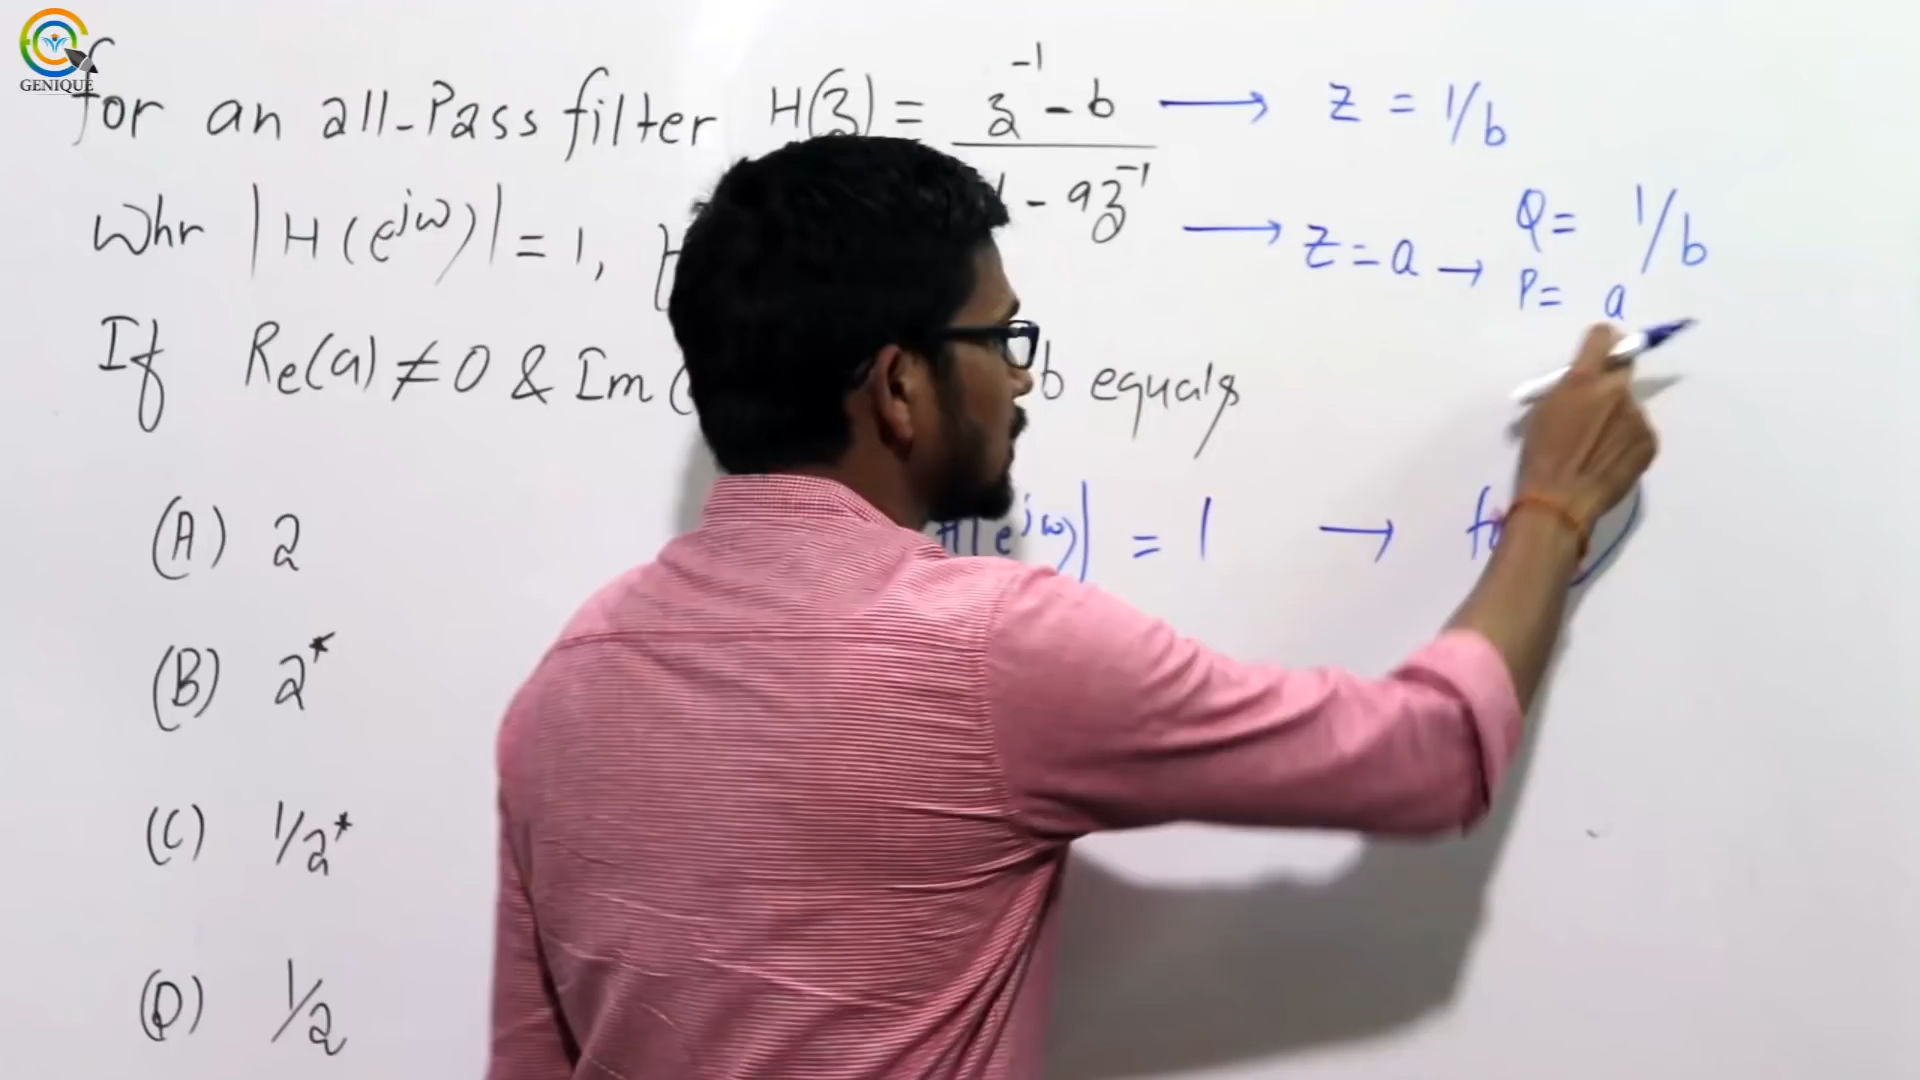 GENIQUE
for an all-Pass filter H(z) = z^-1 - b → z = 1/b
- az^-1 → z = a → Q = 1/b
P = a
Whr |H(e^jω)| = 1,
If Re(a) ≠ 0 & Im( b equals
(A) a
(e^jω)| = 1 →
(B) a*
(C) 1/a*
(D) 1/a